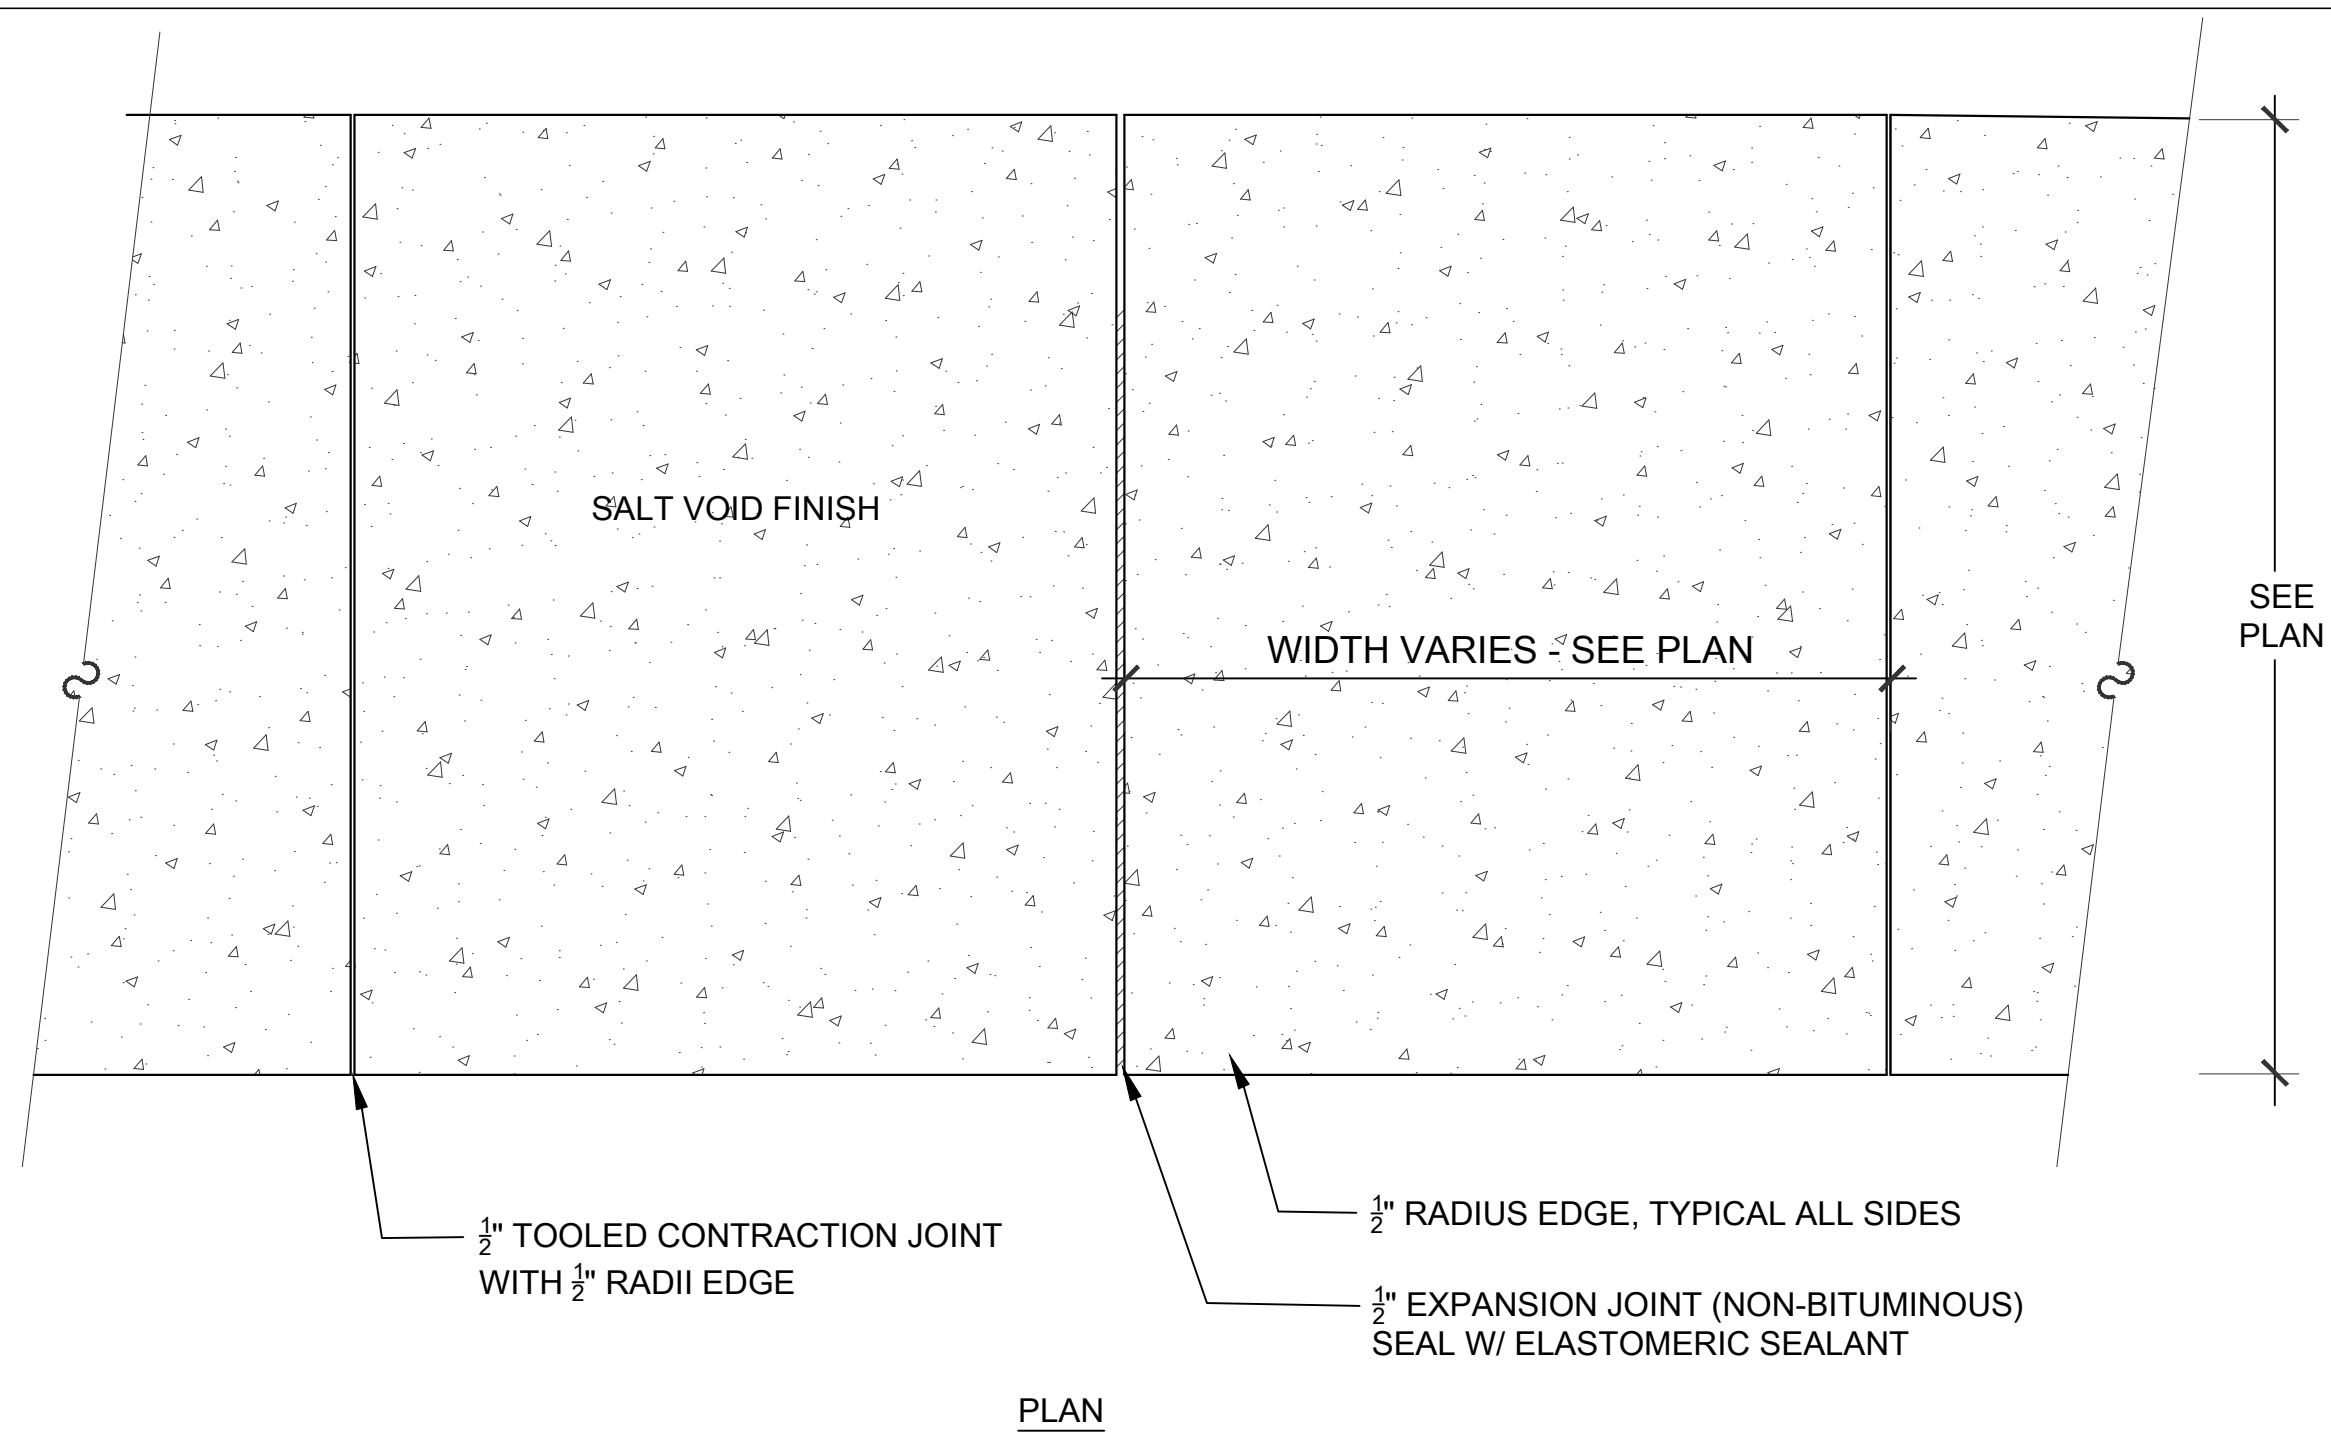 SALT VOID FINISH
WIDTH VARIES - SEE PLAN
SEE
PLAN
½" TOOLED CONTRACTION JOINT
WITH ½" RADII EDGE
½" RADIUS EDGE, TYPICAL ALL SIDES
½" EXPANSION JOINT (NON-BITUMINOUS)
SEAL W/ ELASTOMERIC SEALANT
PLAN